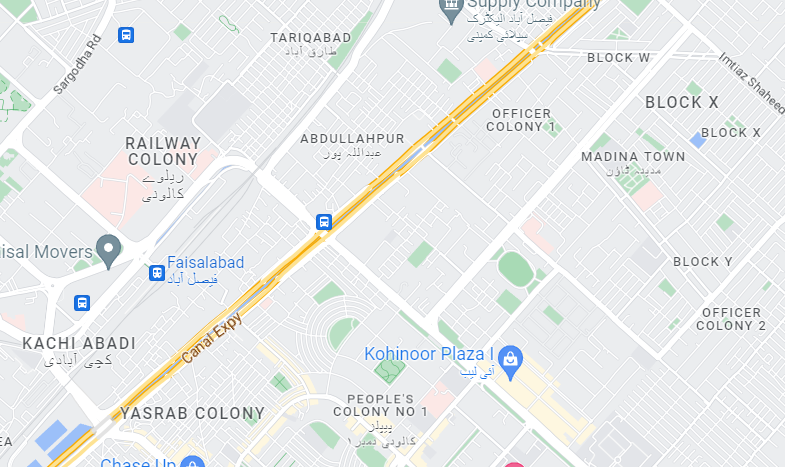 Supply Company
فیصل آباد الیکٹرک
سپلائی کمپنی
TARIQABAD
طارق آباد
Sargodha Rd
BLOCK W
Imtiaz Shaheed
BLOCK X
OFFICER
COLONY 1
BLOCK X
ABDULLAHPUR
عبداللہ پور
RAILWAY
COLONY
ریلوے
کالونی
MADINA TOWN
مدینہ ٹاؤن
isal Movers
Faisalabad
فیصل آباد
BLOCK Y
OFFICER
COLONY 2
Canal Expy
KACHI ABADI
کچی آبادی
Kohinoor Plaza I
آئی لیب
PEOPLE'S
COLONY NO 1
پیپلز
کالونی نمبر۱
YASRAB COLONY
EA
Chase Up